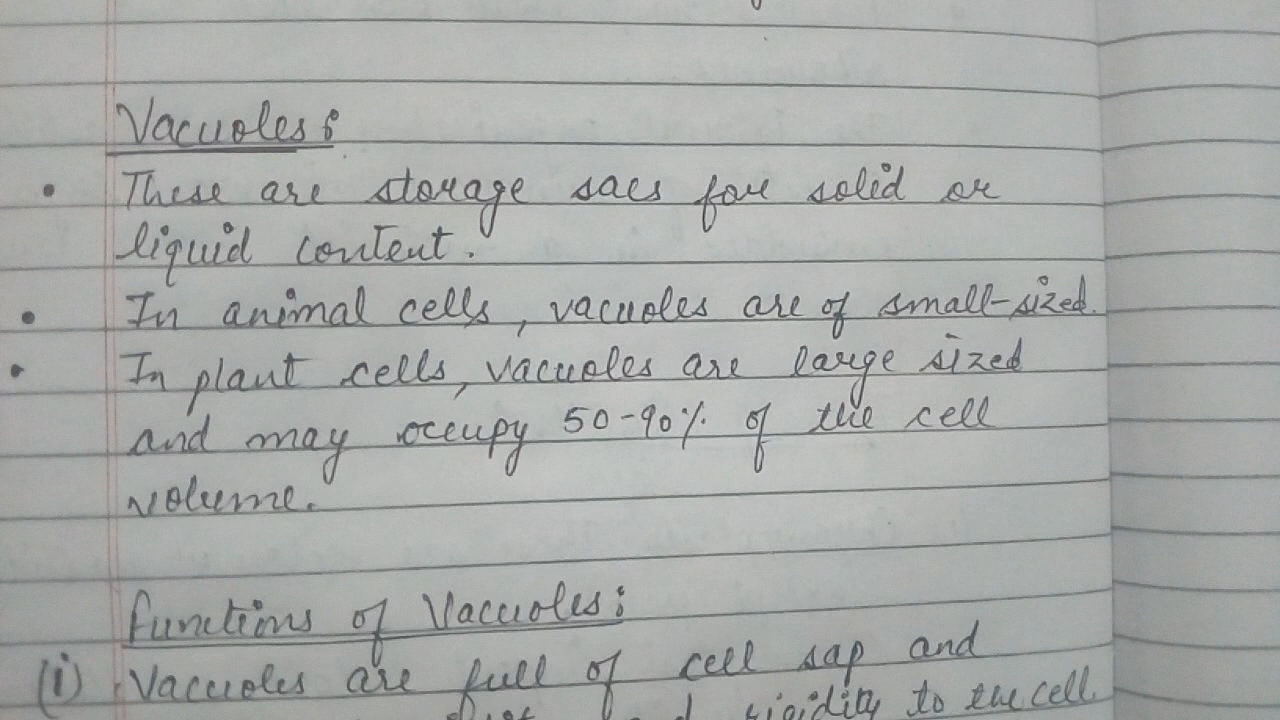 Vacuoles:
These are storage sacs for solid or
liquid content.
In animal cells, vacuoles are of small-sized.
In plant cells, vacuoles are large sized
and may occupy 50-90% of the cell
volume.
Functions of Vacuoles:
(i) Vacuoles are full of cell sap and
rigidity to the cell.